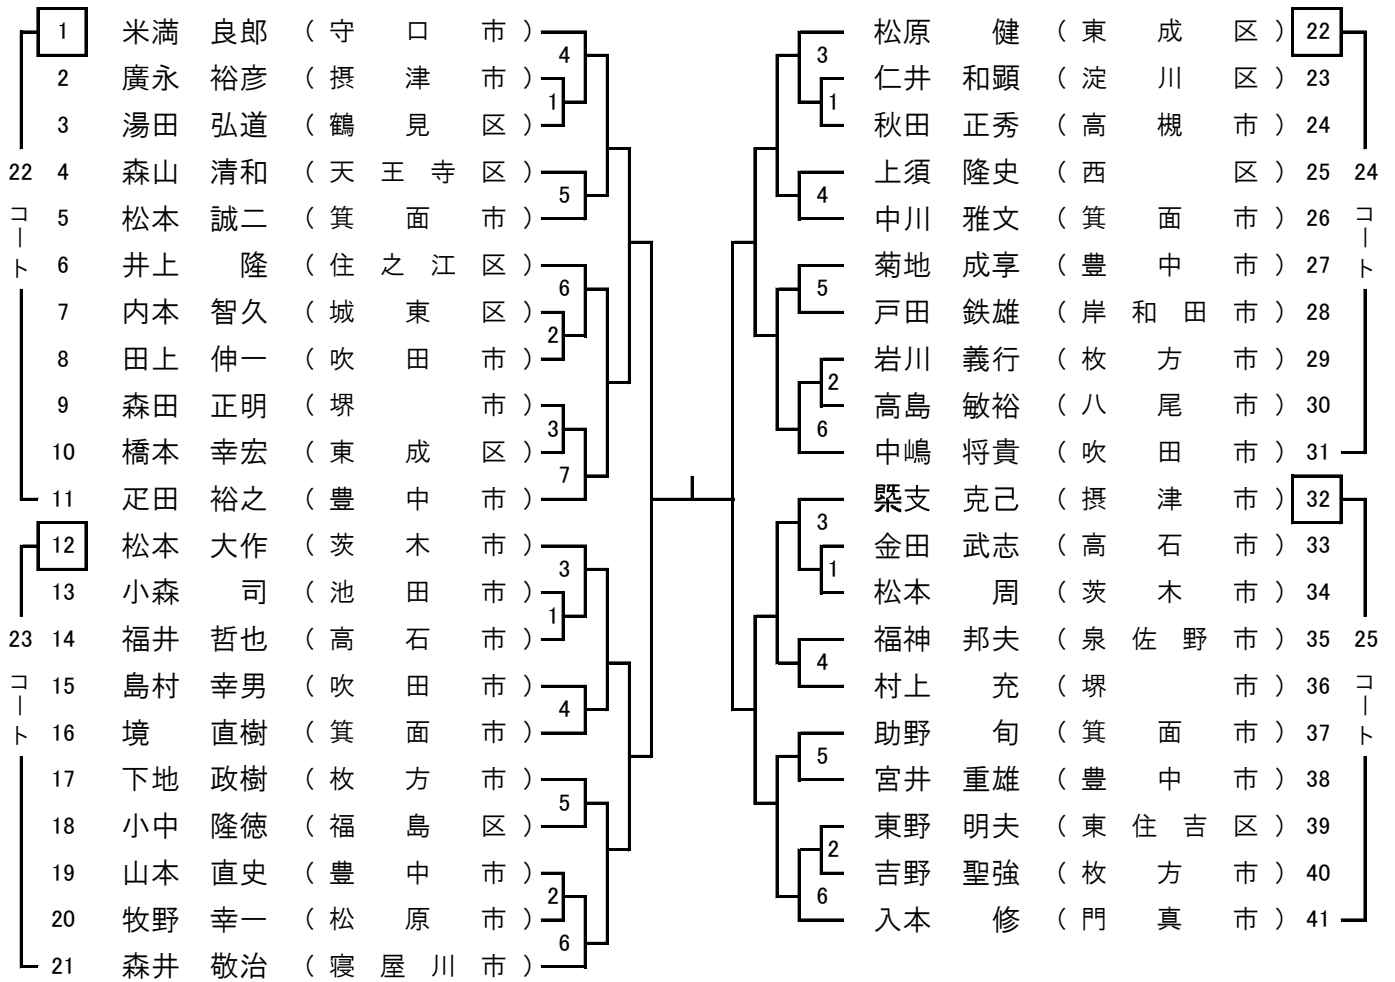 1 米満 良郎 ( 守 口 市 )
2 廣永 裕彦 ( 摂 津 市 )
3 湯田 弘道 ( 鶴 見 区 )
4 森山 清和 ( 天 王 寺 区 )
5 松本 誠二 ( 箕 面 市 )
6 井上 隆 ( 住 之 江 区 )
7 内本 智久 ( 城 東 区 )
8 田上 伸一 ( 吹 田 市 )
9 森田 正明 ( 堺 市 )
10 橋本 幸宏 ( 東 成 区 )
11 疋田 裕之 ( 豊 中 市 )
22 コート
4
1
5
6
2
3
7
12 松本 大作 ( 茨 木 市 )
13 小森 司 ( 池 田 市 )
14 福井 哲也 ( 高 石 市 )
15 島村 幸男 ( 吹 田 市 )
16 境 直樹 ( 箕 面 市 )
17 下地 政樹 ( 枚 方 市 )
18 小中 隆徳 ( 福 島 区 )
19 山本 直史 ( 豊 中 市 )
20 牧野 幸一 ( 松 原 市 )
21 森井 敬治 ( 寝 屋 川 市 )
23 コート
3
1
4
5
2
6
松原 健 ( 東 成 区 ) 22
仁井 和顕 ( 淀 川 区 ) 23
秋田 正秀 ( 高 槻 市 ) 24
上須 隆史 ( 西 区 ) 25
中川 雅文 ( 箕 面 市 ) 26
菊地 成享 ( 豊 中 市 ) 27
戸田 鉄雄 ( 岸 和 田 市 ) 28
岩川 義行 ( 枚 方 市 ) 29
高島 敏裕 ( 八 尾 市 ) 30
中嶋 将貴 ( 吹 田 市 ) 31
24 コート
3
1
4
5
2
6
支 克己 ( 摂 津 市 ) 32
金田 武志 ( 高 石 市 ) 33
松本 周 ( 茨 木 市 ) 34
福神 邦夫 ( 泉 佐 野 市 ) 35
村上 充 ( 堺 市 ) 36
助野 旬 ( 箕 面 市 ) 37
宮井 重雄 ( 豊 中 市 ) 38
東野 明夫 ( 東 住 吉 区 ) 39
吉野 聖強 ( 枚 方 市 ) 40
入本 修 ( 門 真 市 ) 41
25 コート
3
1
4
5
2
6